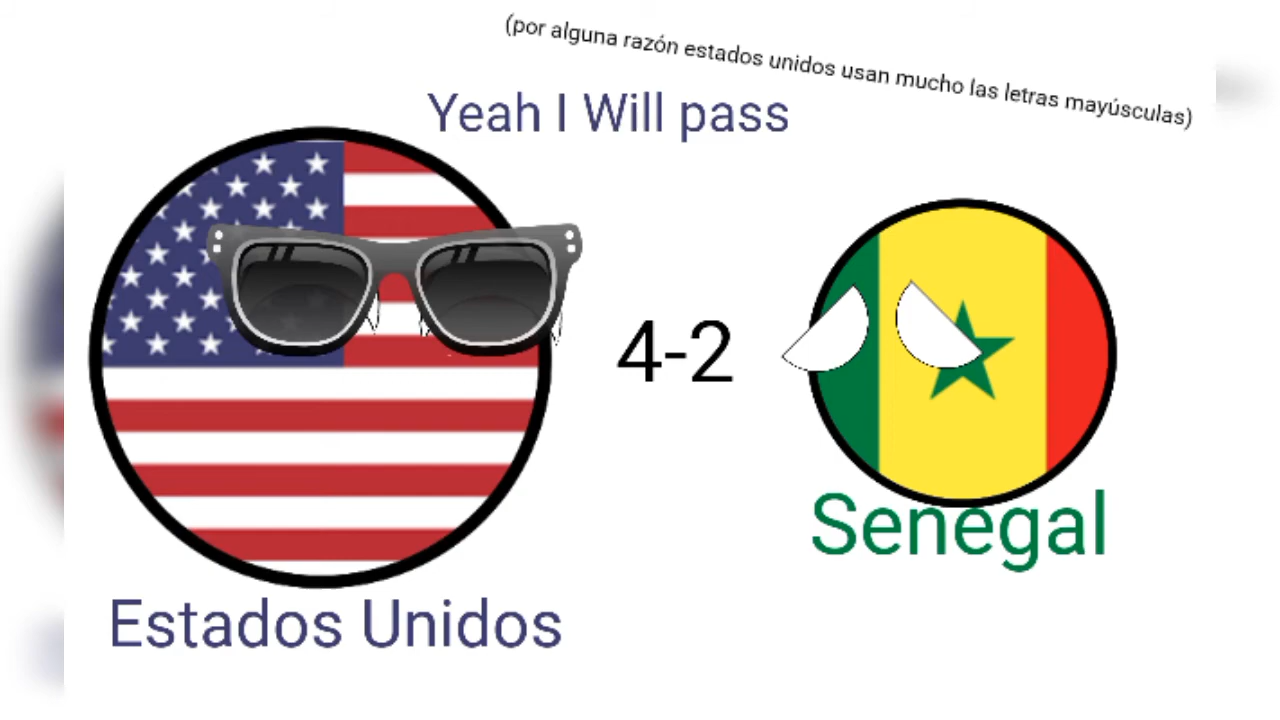 (por alguna razón estados unidos usan mucho las letras mayúsculas)
Yeah I Will pass
4-2
Senegal
Estados Unidos